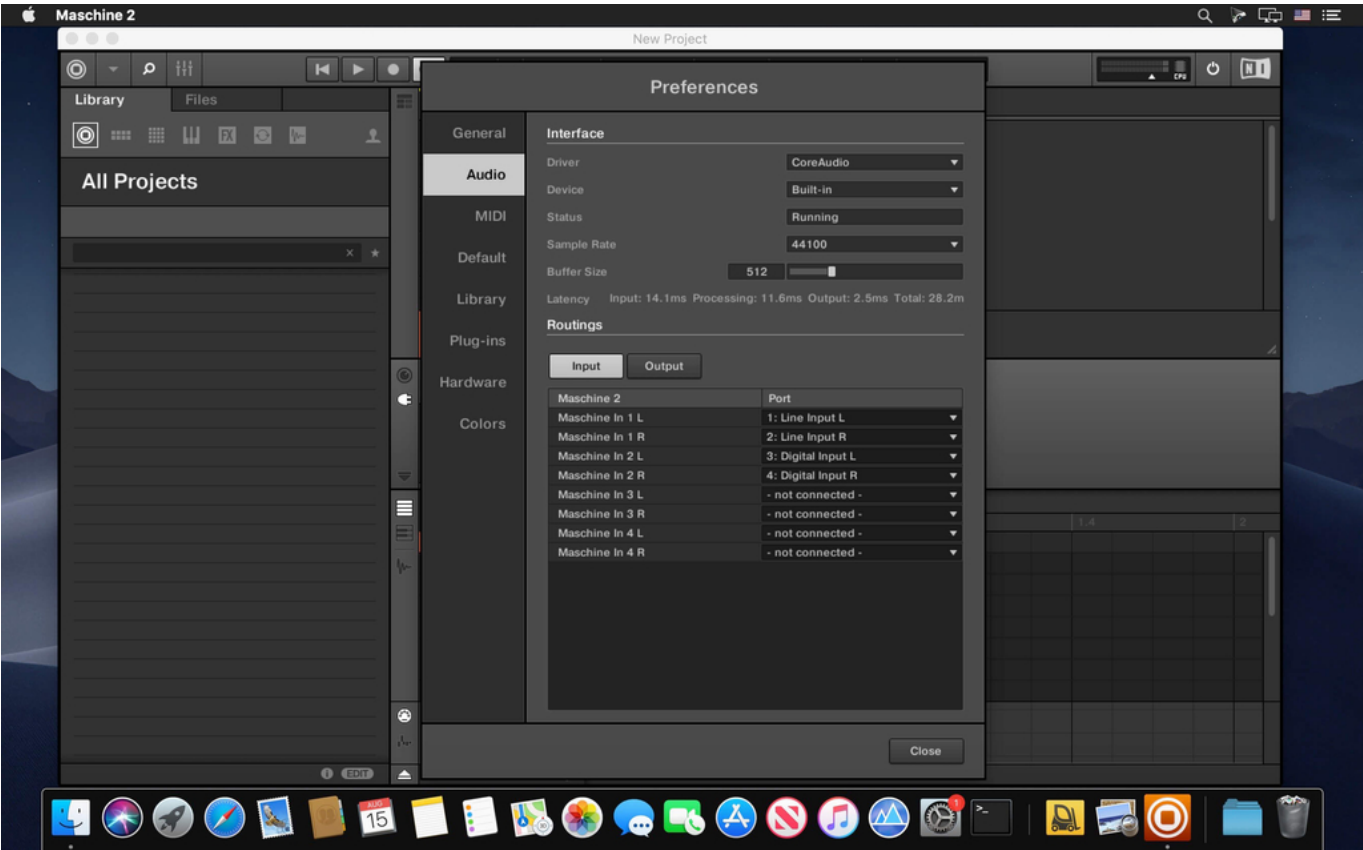 Maschine 2
New Project
CPU
NI
Preferences
Library Files
FX
All Projects
General
Audio
MIDI
Default
Library
Plug-ins
Hardware
Colors
Interface
Driver CoreAudio
Device Built-in
Status Running
Sample Rate 44100
Buffer Size 512
Latency Input: 14.1ms Processing: 11.6ms Output: 2.5ms Total: 28.2m
Routings
Input Output
Maschine 2 Port
Maschine In 1 L 1: Line Input L
Maschine In 1 R 2: Line Input R
Maschine In 2 L 3: Digital Input L
Maschine In 2 R 4: Digital Input R
Maschine In 3 L - not connected -
Maschine In 3 R - not connected -
Maschine In 4 L - not connected -
Maschine In 4 R - not connected -
1.4 2
Close
EDIT
AUG
15
1